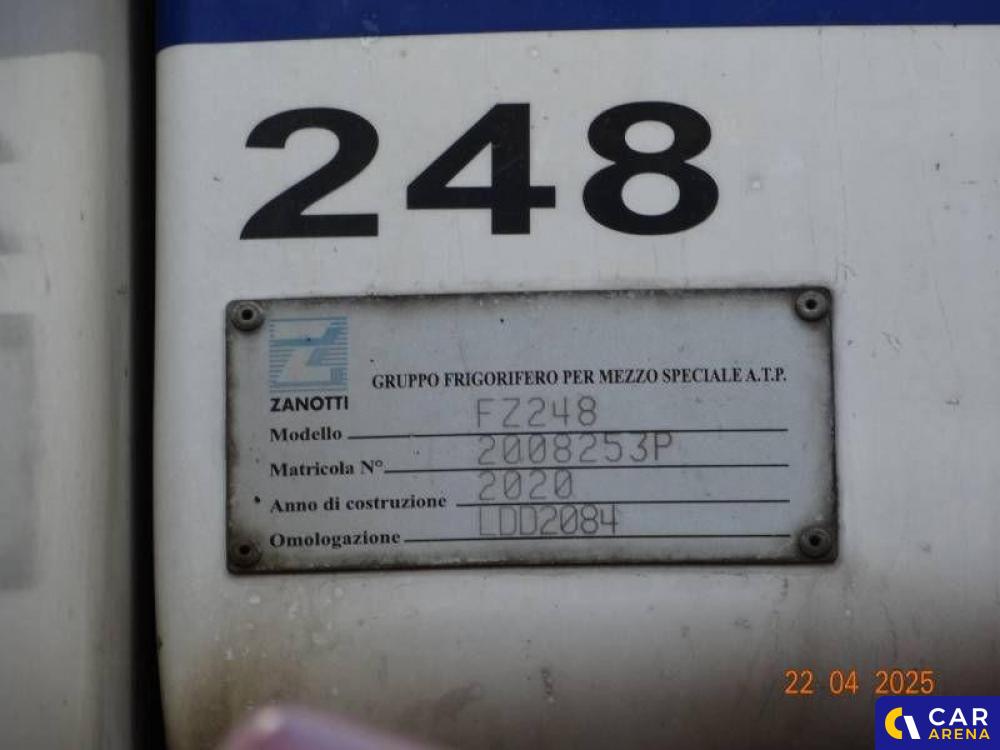 248
ZANOTTI
GRUPPO FRIGORIFERO PER MEZZO SPECIALE A.T.P.
Modello FZ248
Matricola N° 2008253P
Anno di costruzione 2020
Omologazione LDD2084
22 04 2025
CAR
ARENA